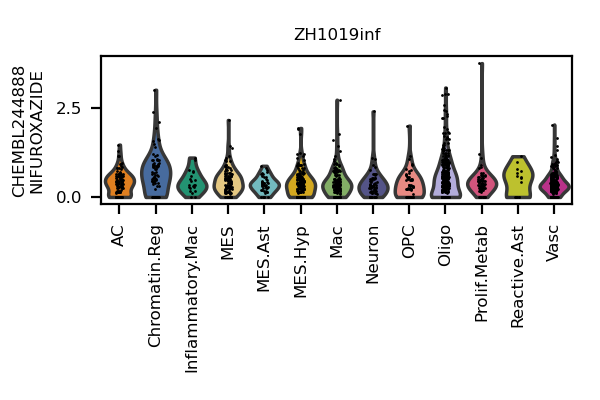 ZH1019inf
CHEMBL244888
NIFUROXAZIDE
2.5
0.0
AC
Chromatin.Reg
Inflammatory.Mac
MES
MES.Ast
MES.Hyp
Mac
Neuron
OPC
Oligo
Prolif.Metab
Reactive.Ast
Vasc